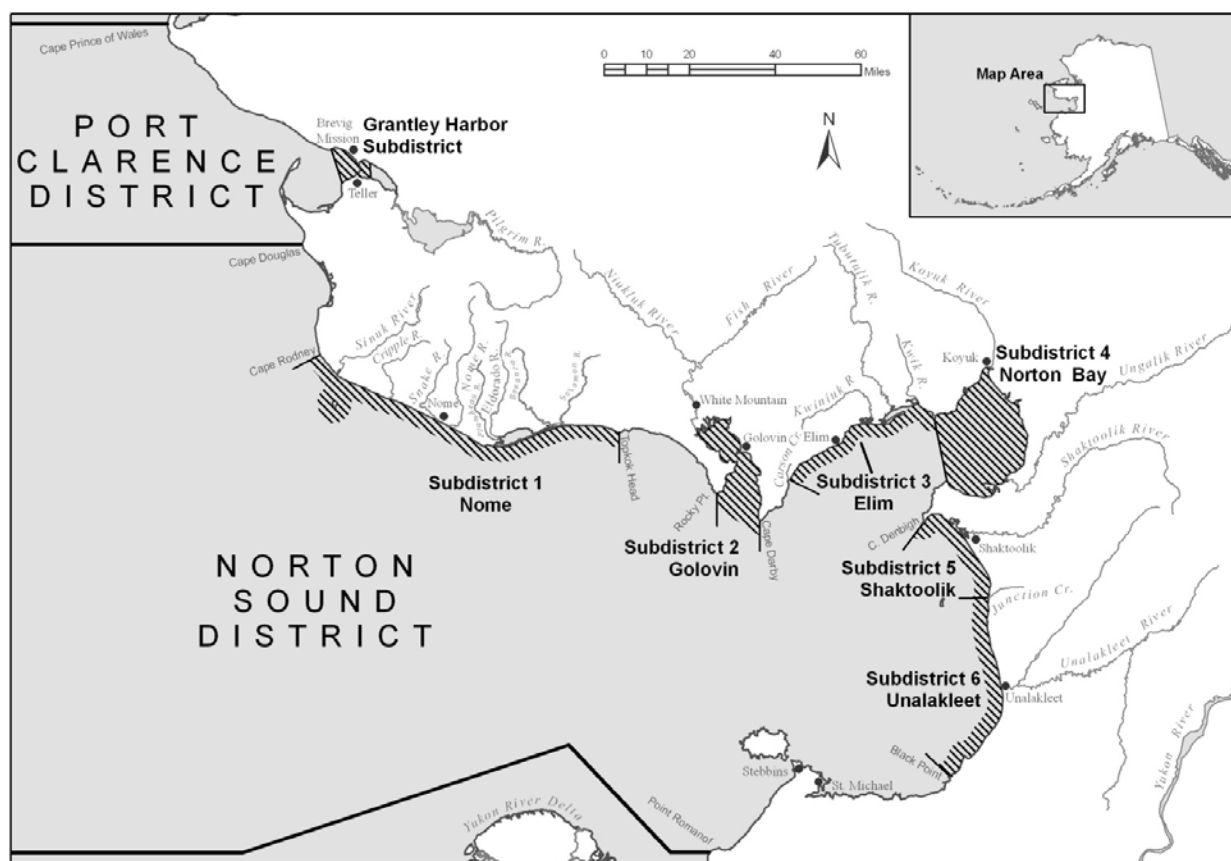 Cape Prince of Wales
PORT
CLARENCE
DISTRICT
Brevig
Mission
Grantley Harbor
Subdistrict
Teller
0 10 20 40 60
Miles
N
Map Area
Cape Douglas
Pilgrim R.
Niukluk River
Fish River
Tubutulik R.
Koyuk River
Sinuk River
Cripple R.
Snake R.
Nome R.
Eldorado R.
Solomon R.
Cape Rodney
Nome
White Mountain
Golovin
Elim
Carson Cr.
Kwiniuk R.
Kwik R.
Koyuk
Subdistrict 4
Norton Bay
Ungalik River
Shaktoolik River
Topkok Head
Rocky Pt.
Cape Darby
Subdistrict 1
Nome
Subdistrict 2
Golovin
Subdistrict 3
Elim
C. Denbigh
Shaktoolik
Subdistrict 5
Shaktoolik
Junction Cr.
NORTON
SOUND
DISTRICT
Unalakleet River
Subdistrict 6
Unalakleet
Unalakleet
Black Point
Stebbins
St. Michael
Yukon River
Point Romanof
Yukon River Delta